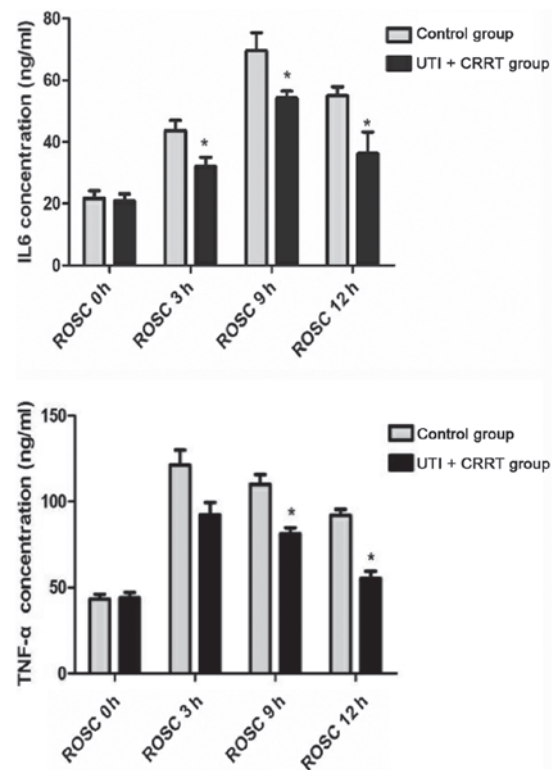 IL6 concentration (ng/ml)
80
60
40
20
0
Control group
UTI + CRRT group
*
*
*
ROSC 0 h
ROSC 3 h
ROSC 9 h
ROSC 12 h
TNF-α concentration (ng/ml)
150
100
50
0
Control group
UTI + CRRT group
*
*
ROSC 0 h
ROSC 3 h
ROSC 9 h
ROSC 12 h